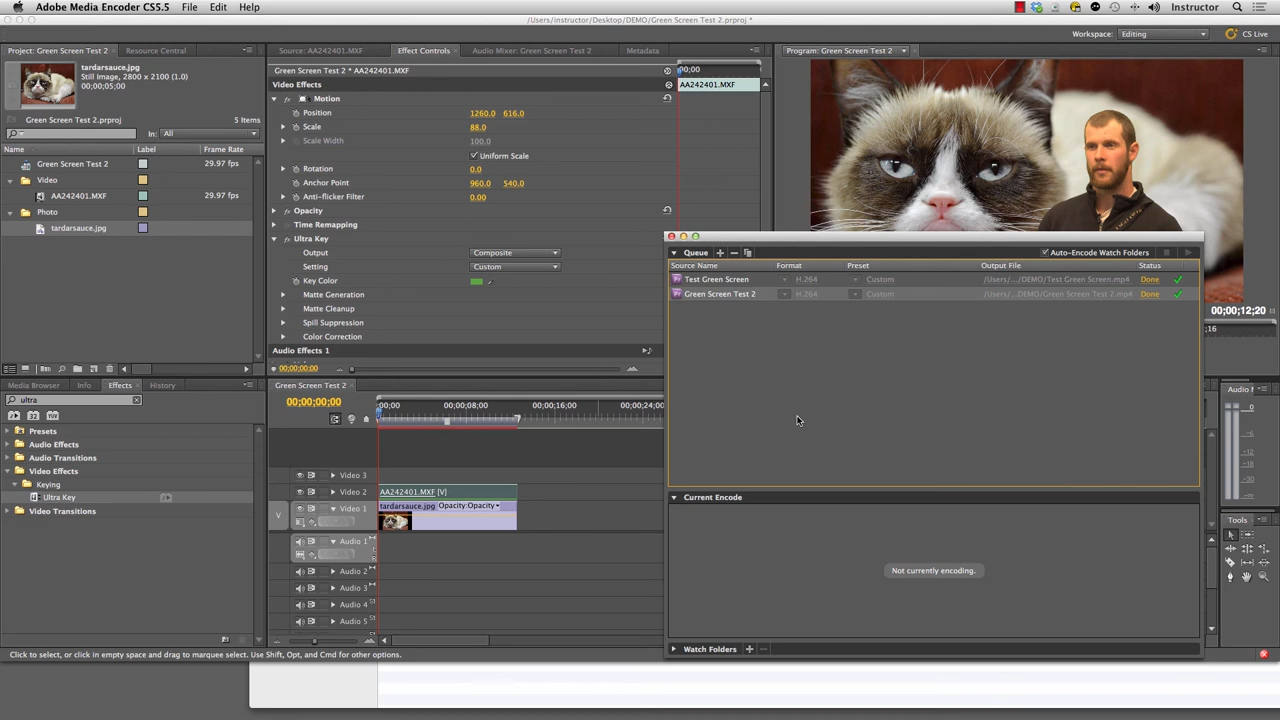 Adobe Media Encoder CS5.5 File Edit Help Instructor
/Users/instructor/Desktop/DEMO/Green Screen Test 2.prproj *
Workspace: Editing CS Live
Project: Green Screen Test 2 Resource Central
Source: AA242401.MXF Effect Controls Audio Mixer: Green Screen Test 2 Metadata
Program: Green Screen Test 2
tardarsauce.jpg
Still Image, 2800 x 2100 (1.0)
00;00;05;00
Green Screen Test 2.prproj 5 Items
In: All
Name Label Frame Rate
Green Screen Test 2 29.97 fps
Video
AA242401.MXF 29.97 fps
Photo
tardarsauce.jpg
Green Screen Test 2 * AA242401.MXF 00;00
Video Effects AA242401.MXF
Motion
Position 1260.0 616.0
Scale 88.0
Scale Width 100.0
Uniform Scale
Rotation 0.0
Anchor Point 960.0 540.0
Anti-flicker Filter 0.00
Opacity
Time Remapping
Ultra Key
Output Composite
Setting Custom
Key Color
Matte Generation
Matte Cleanup
Spill Suppression
Color Correction
Audio Effects 1
00;00;00;00
Queue Auto-Encode Watch Folders
Source Name Format Preset Output File Status
Test Green Screen H.264 Custom /Users/...DEMO/Test Green Screen.mp4 Done
Green Screen Test 2 H.264 Custom /Users/...DEMO/Green Screen Test 2.mp4 Done
Current Encode
Not currently encoding.
Watch Folders
00;00;12;20
;16
Media Browser Info Effects History
ultra
32 YUV
Presets
Audio Effects
Audio Transitions
Video Effects
Keying
Ultra Key
Video Transitions
Green Screen Test 2
00;00;00;00
00;00 00;00;08;00 00;00;16;00 00;00;24;00
Video 3
Video 2 AA242401.MXF [V]
V Video 1 tardarsauce.jpg Opacity:Opacity
Audio 1
Audio 2
Audio 3
Audio 4
Audio 5
Audio M
0
-6
-12
-18
-30
Tools
Click to select, or click in empty space and drag to marquee select. Use Shift, Opt, and Cmd for other options.